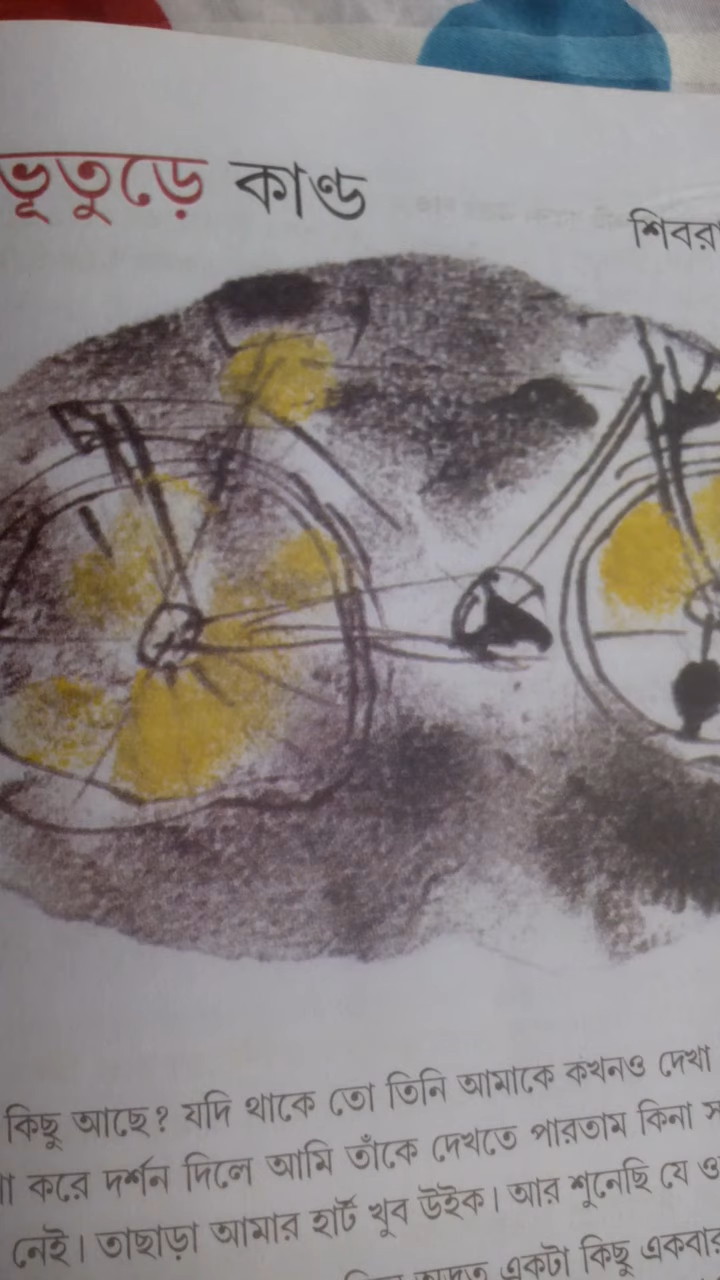 ভূতুড়ে কাণ্ড
শিবরা
কিছু আছে? যদি থাকে তো তিনি আমাকে কখনও দেখা
করে দর্শন দিলে আমি তাঁকে দেখতে পারতাম কিনা
নেই। তাছাড়া আমার হার্ট খুব উইক। আর শুনেছি যে
একটা কিছু একবার